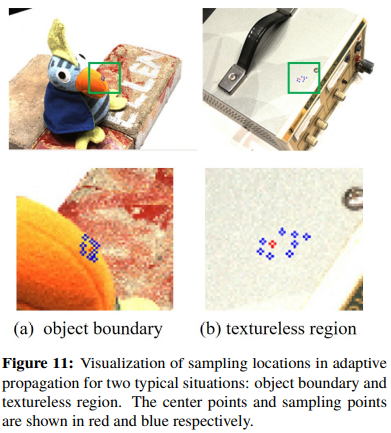 (a) object boundary
(b) textureless region
Figure 11: Visualization of sampling locations in adaptive
propagation for two typical situations: object boundary and
textureless region. The center points and sampling points
are shown in red and blue respectively.